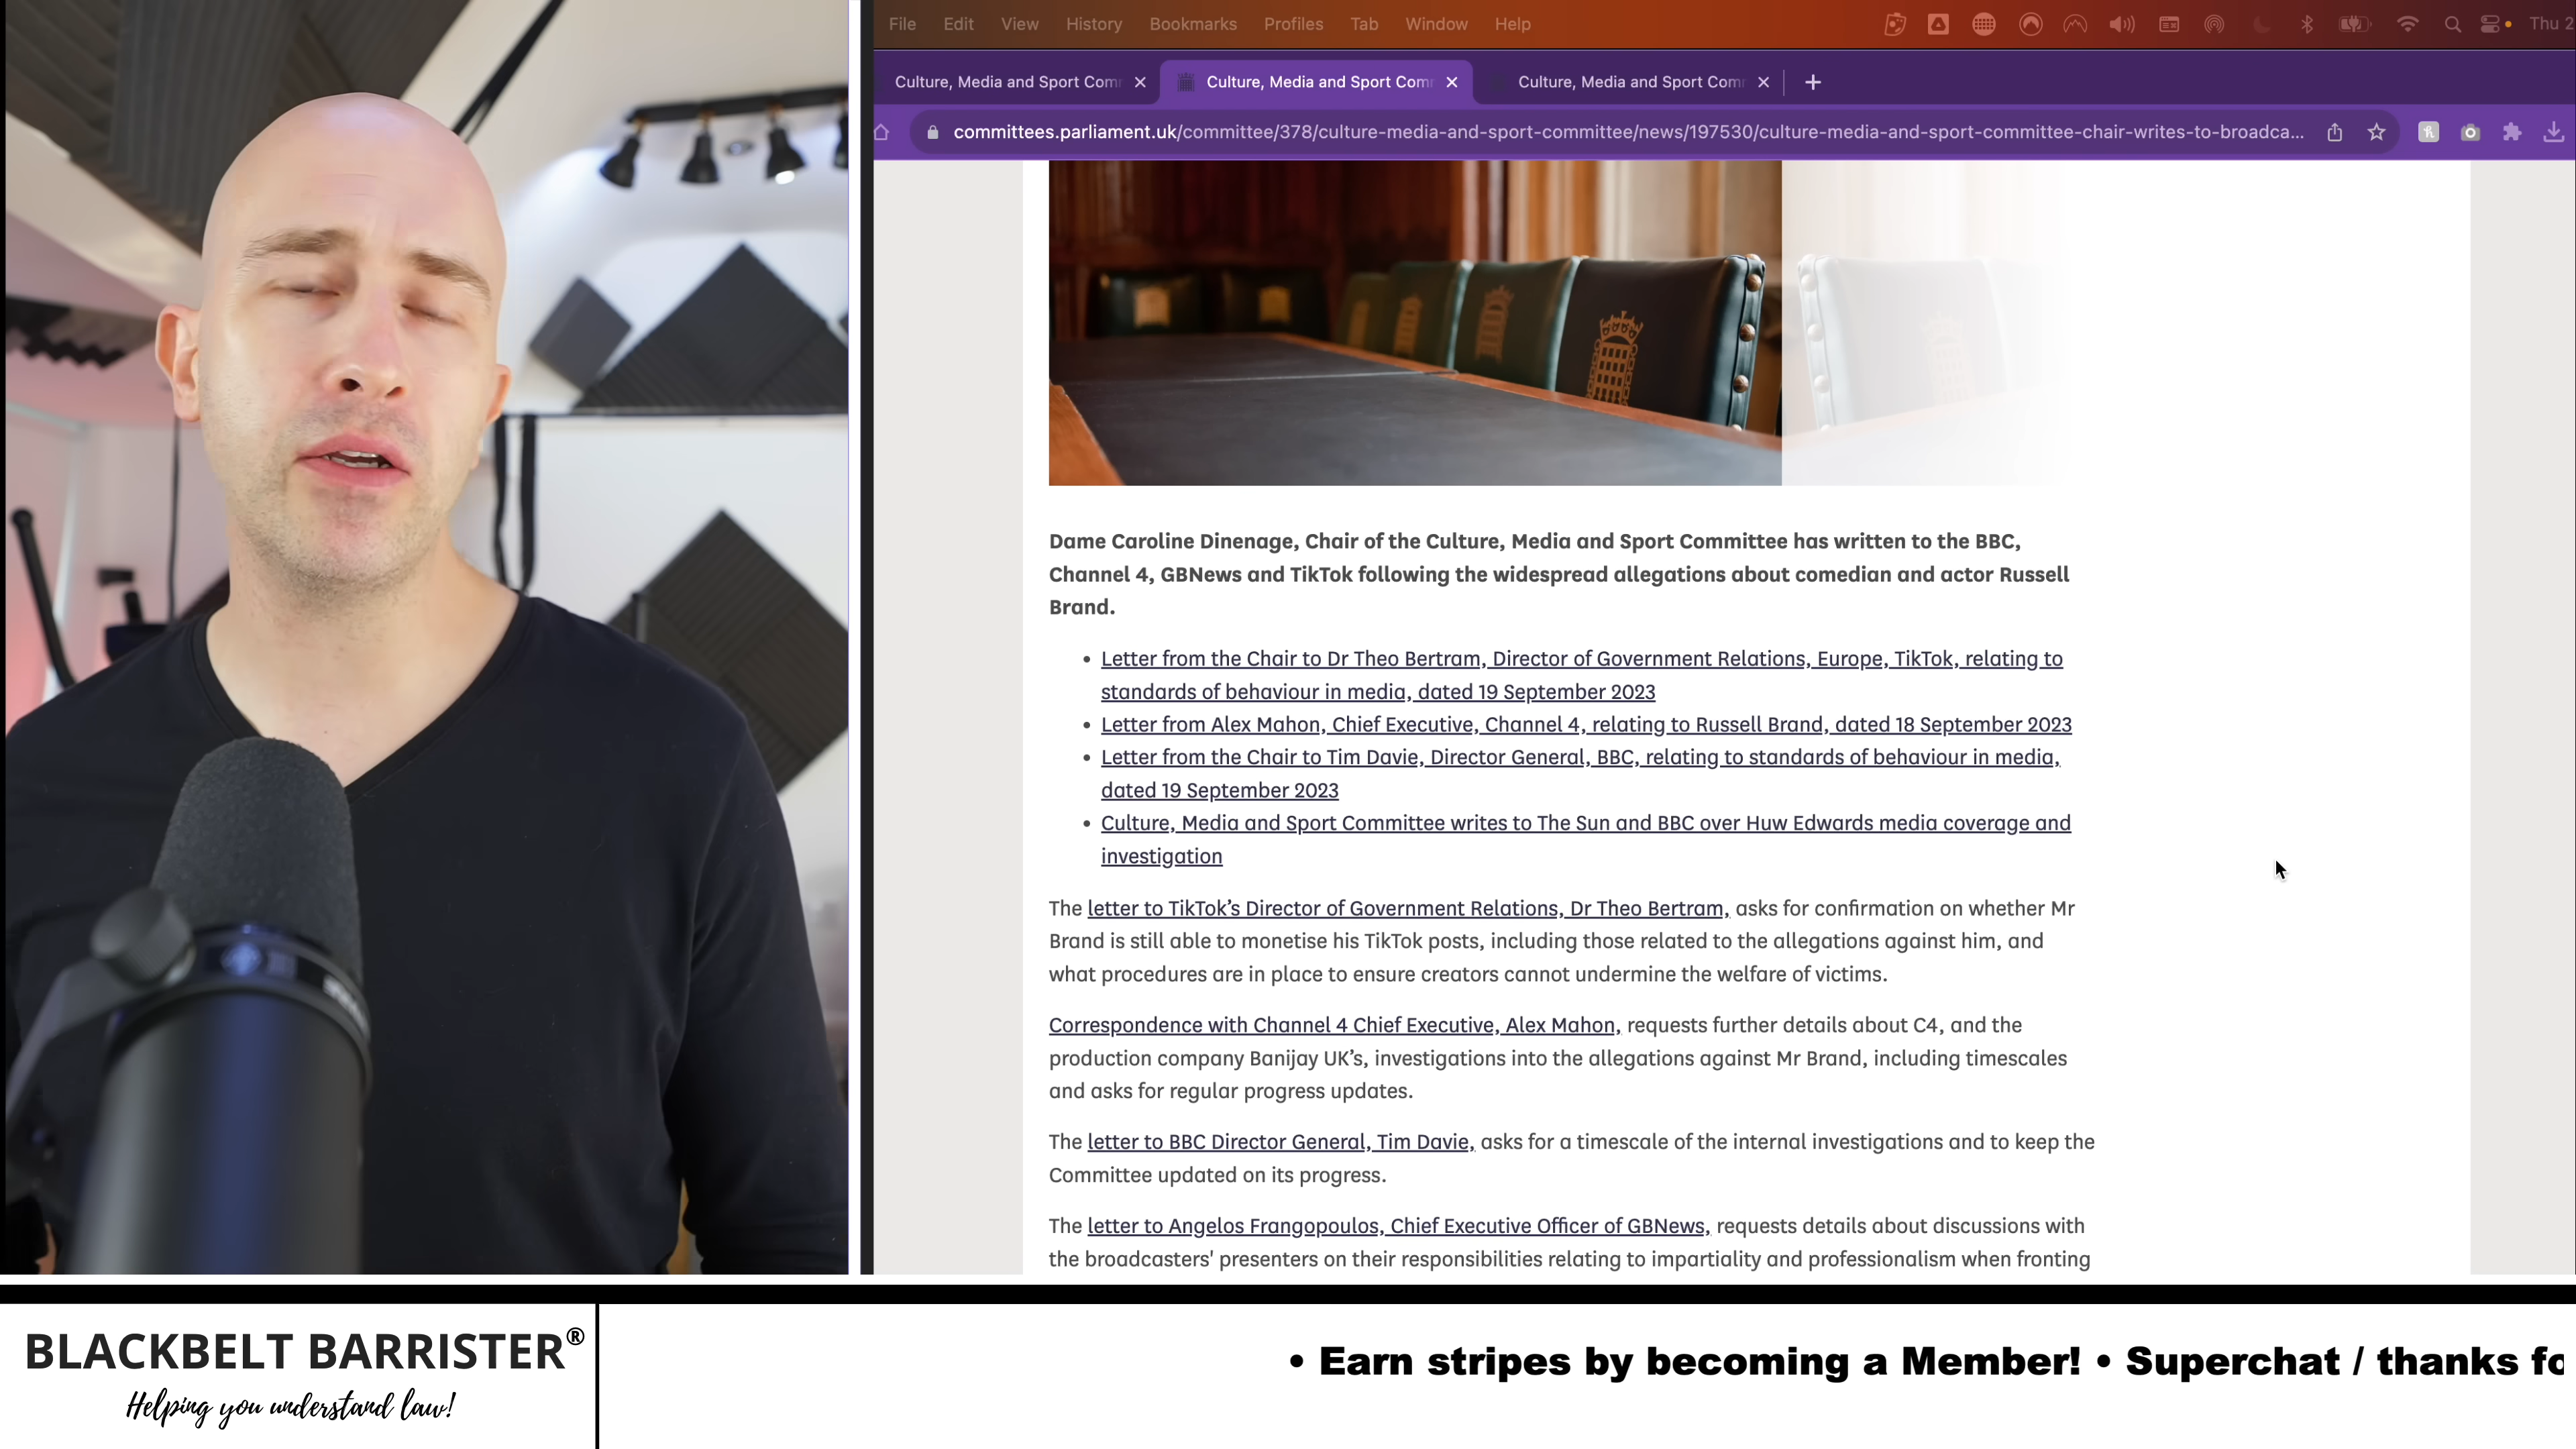 File Edit View History Bookmarks Profiles Tab Window Help
Thu 2
Culture, Media and Sport Com
Culture, Media and Sport Com
Culture, Media and Sport Com
committees.parliament.uk/committee/378/culture-media-and-sport-committee/news/197530/culture-media-and-sport-committee-chair-writes-to-broadca...
Dame Caroline Dinenage, Chair of the Culture, Media and Sport Committee has written to the BBC,
Channel 4, GBNews and TikTok following the widespread allegations about comedian and actor Russell
Brand.
• Letter from the Chair to Dr Theo Bertram, Director of Government Relations, Europe, TikTok, relating to
standards of behaviour in media, dated 19 September 2023
• Letter from Alex Mahon, Chief Executive, Channel 4, relating to Russell Brand, dated 18 September 2023
• Letter from the Chair to Tim Davie, Director General, BBC, relating to standards of behaviour in media,
dated 19 September 2023
• Culture, Media and Sport Committee writes to The Sun and BBC over Huw Edwards media coverage and
investigation
The letter to TikTok’s Director of Government Relations, Dr Theo Bertram, asks for confirmation on whether Mr
Brand is still able to monetise his TikTok posts, including those related to the allegations against him, and
what procedures are in place to ensure creators cannot undermine the welfare of victims.
Correspondence with Channel 4 Chief Executive, Alex Mahon, requests further details about C4, and the
production company Banijay UK’s, investigations into the allegations against Mr Brand, including timescales
and asks for regular progress updates.
The letter to BBC Director General, Tim Davie, asks for a timescale of the internal investigations and to keep the
Committee updated on its progress.
The letter to Angelos Frangopoulos, Chief Executive Officer of GBNews, requests details about discussions with
the broadcasters' presenters on their responsibilities relating to impartiality and professionalism when fronting
BLACKBELT BARRISTER®
Helping you understand law!
• Earn stripes by becoming a Member! • Superchat / thanks fo